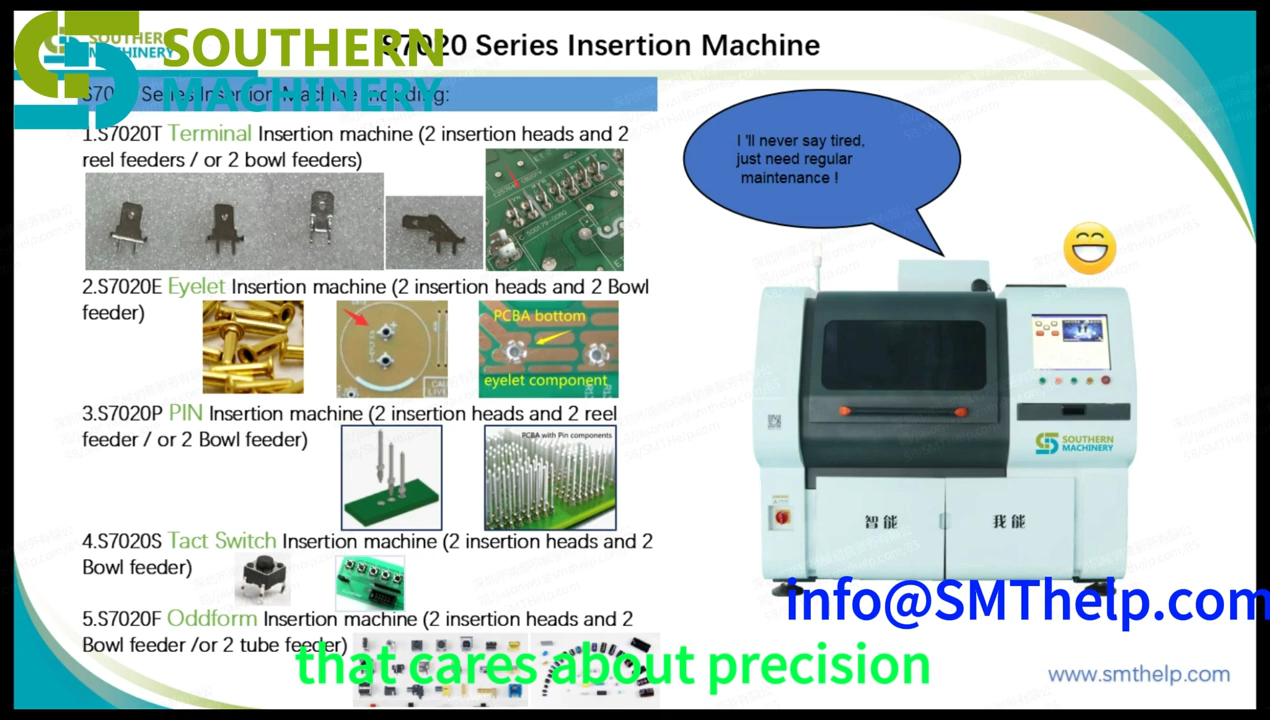 SOUTHERN
MACHINERY
S7020 Series Insertion Machine
S7020 Series Insertion Machine including:
1.S7020T Terminal Insertion machine (2 insertion heads and 2
reel feeders / or 2 bowl feeders)
2.S7020E Eyelet Insertion machine (2 insertion heads and 2 Bowl
feeder)
PCBA bottom
eyelet component
3.S7020P PIN Insertion machine (2 insertion heads and 2 reel
feeder / or 2 Bowl feeder)
PCBA with Pin components
4.S7020S Tact Switch Insertion machine (2 insertion heads and 2
Bowl feeder)
5.S7020F Oddform Insertion machine (2 insertion heads and 2
Bowl feeder /or 2 tube feeder)
I 'll never say tired,
just need regular
maintenance !
SOUTHERN
MACHINERY
智能 我能
info@SMThelp.com
that cares about precision
www.smthelp.com